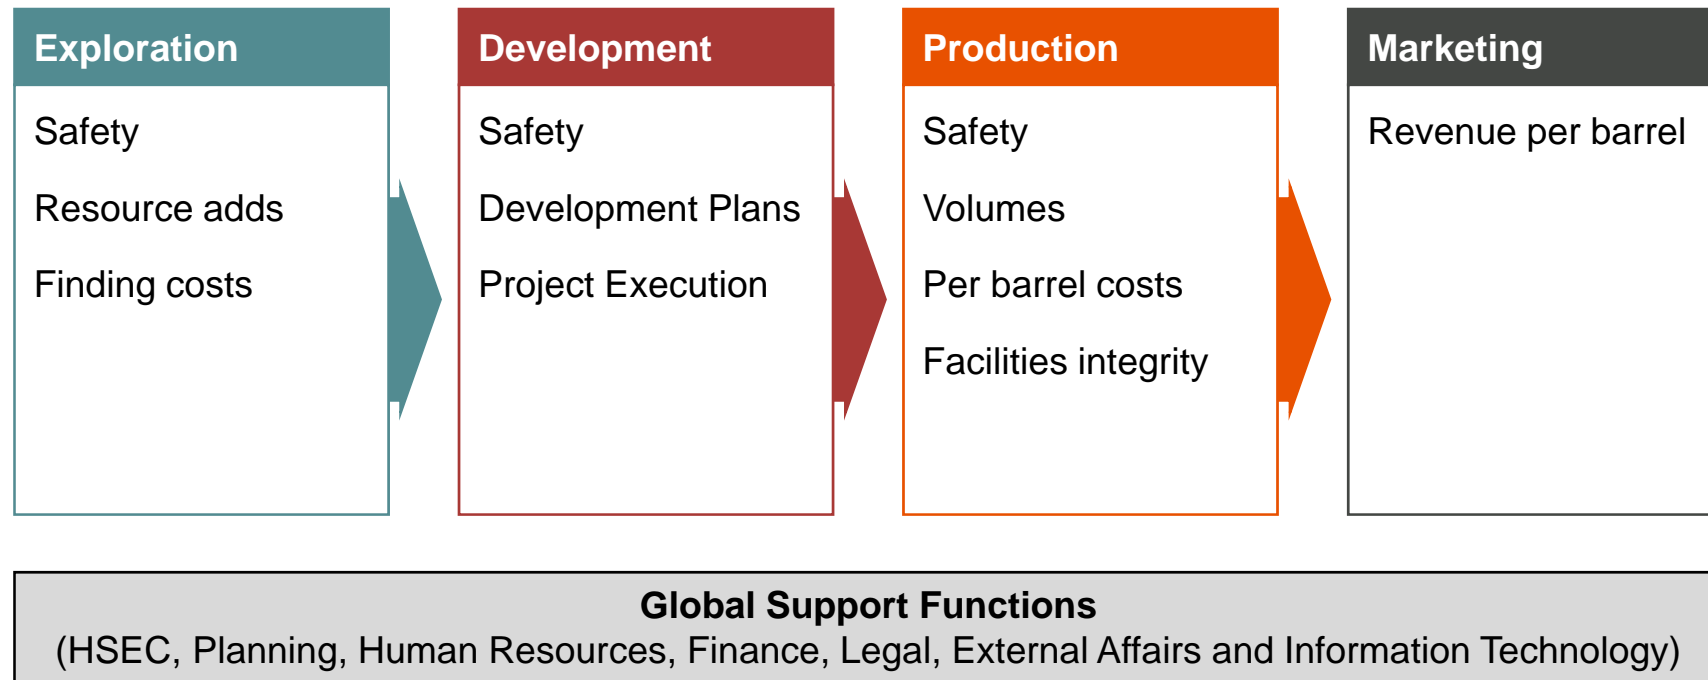 Exploration
Safety
Resource adds
Finding costs
Development
Safety
Development Plans
Project Execution
Production
Safety
Volumes
Per barrel costs
Facilities integrity
Marketing
Revenue per barrel
Global Support Functions
(HSEC, Planning, Human Resources, Finance, Legal, External Affairs and Information Technology)